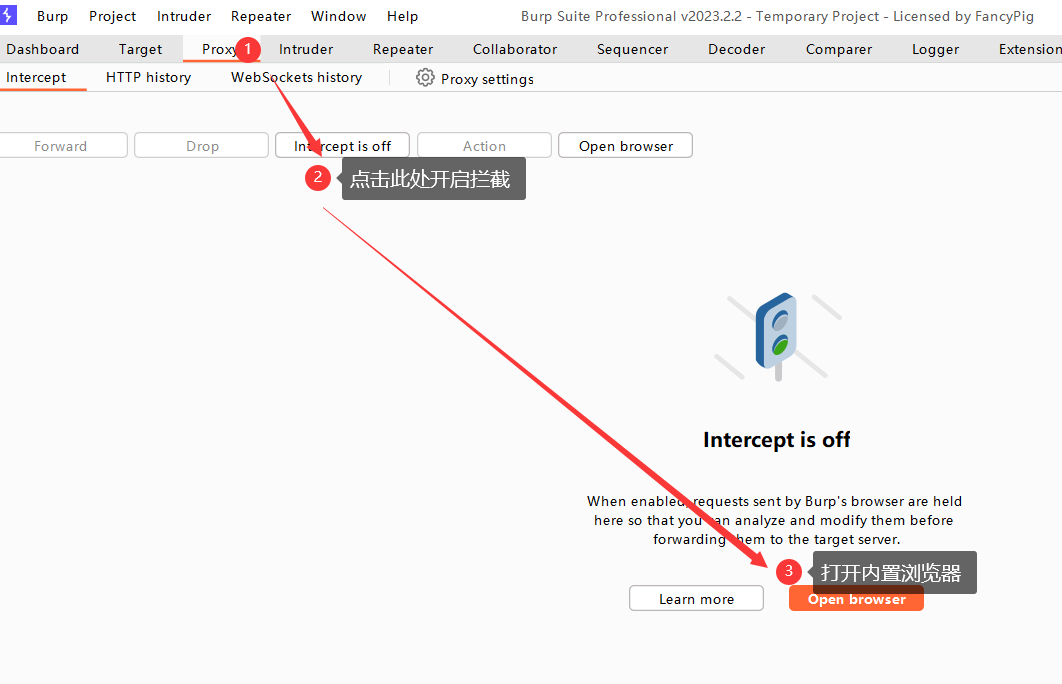 Burp Project Intruder Repeater Window Help Burp Suite Professional v2023.2.2 - Temporary Project - Licensed by FancyPig
Dashboard Target Proxy 1 Intruder Repeater Collaborator Sequencer Decoder Comparer Logger Extension
Intercept HTTP history WebSockets history Proxy settings
Forward Drop Intercept is off Action Open browser
2 点击此处开启拦截
Intercept is off
When enabled, requests sent by Burp's browser are held
here so that you can analyze and modify them before
forwarding them to the target server.
3 打开内置浏览器
Learn more Open browser